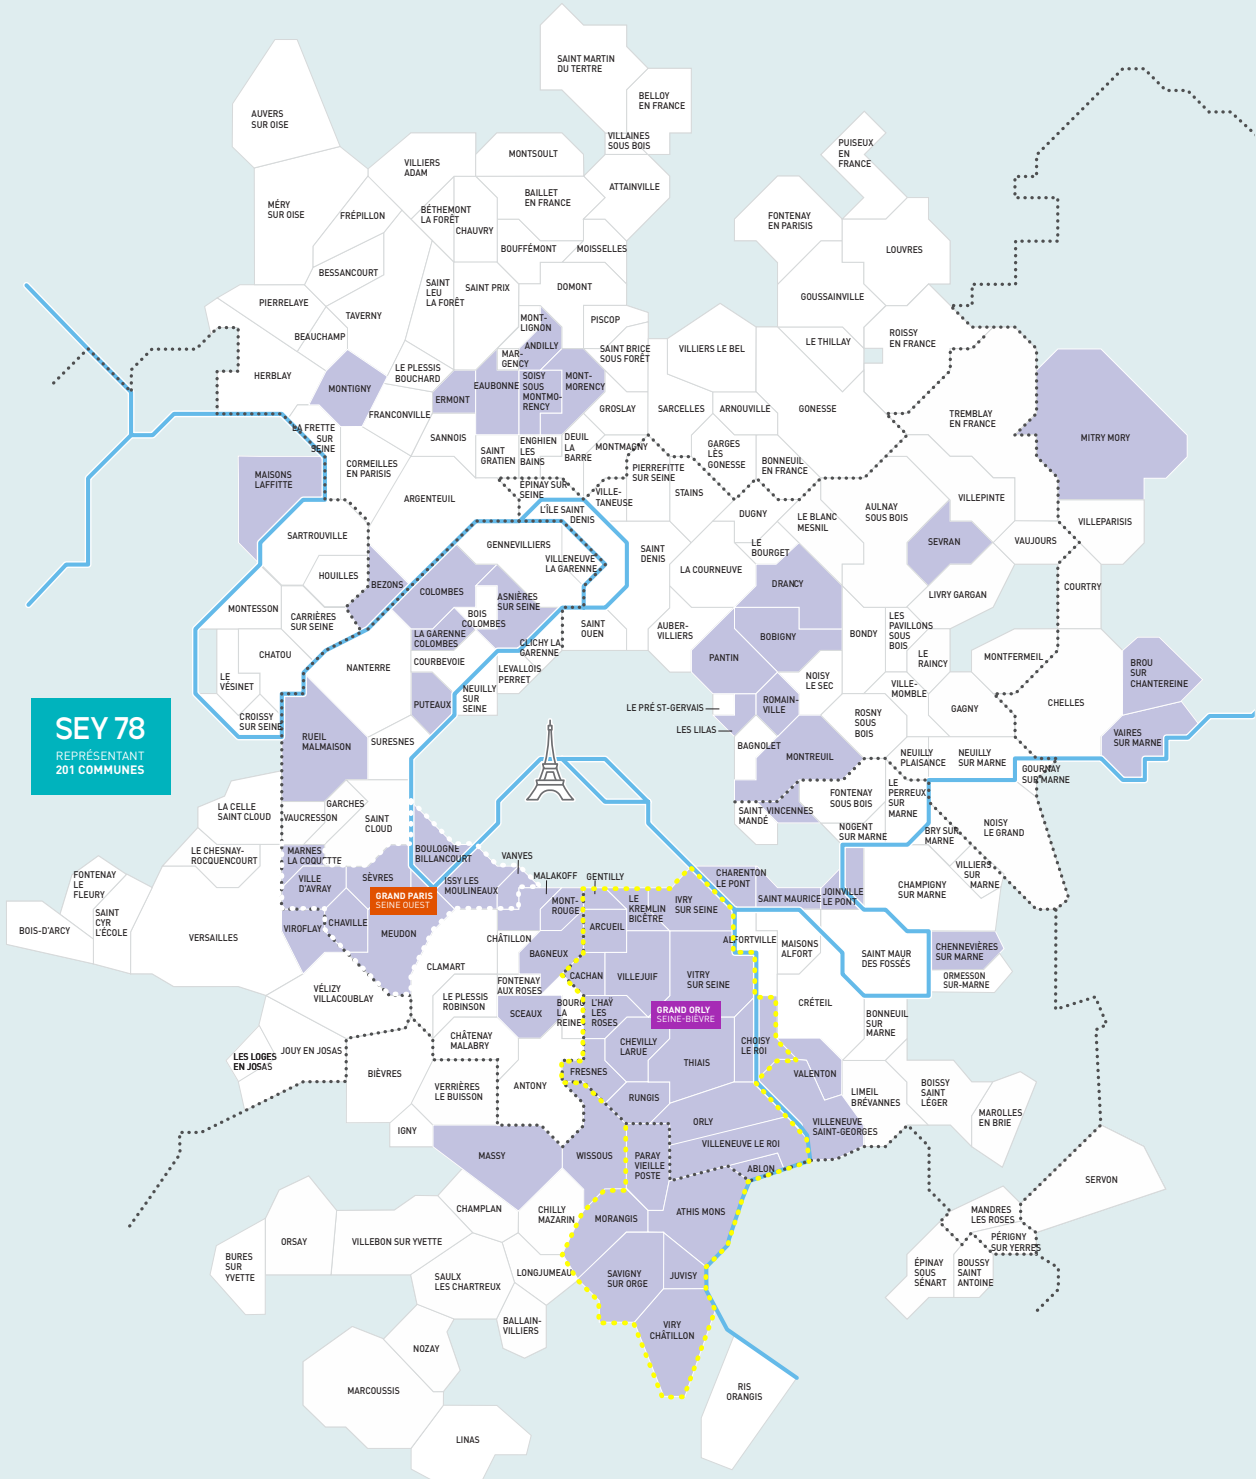 SAINT MARTIN
DU TERTRE
BELLOY
EN FRANCE
AUVERS
SUR OISE
VILLAINES
SOUS BOIS
PUISEUX
EN
FRANCE
MONTSOULT
VILLIERS
ADAM
ATTAINVILLE
BAILLET
EN FRANCE
MÉRY
SUR OISE
FRÉPILLON
BÉTHEMONT
LA FORÊT
CHAUVRY
FONTENAY
EN PARISIS
BOUFFÉMONT
MOISSELLES
LOUVRES
BESSANCOURT
SAINT
LEU
LA FORÊT
SAINT PRIX
DOMONT
GOUSSAINVILLE
PIERRELAYE
TAVERNY
MONT-
LIGNON
PISCOP
BEAUCHAMP
ANDILLY
SAINT BRICE
SOUS FORÊT
VILLIERS LE BEL
LE THILLAY
ROISSY
EN FRANCE
MAR-
GENCY
HERBLAY
MONTIGNY
LE PLESSIS
BOUCHARD
EAUBONNE
SOISY
SOUS
MONTMO-
RENCY
MONT-
MORENCY
ERMONT
FRANCONVILLE
GROSLAY
SARCELLES
ARNOUVILLE
GONESSE
TREMBLAY
EN FRANCE
MITRY MORY
LA FRETTE
SUR
SEINE
SANNOIS
SAINT
GRATIEN
ENGHIEN
LES
BAINS
DEUIL
LA
BARRE
MONTMAGNY
GARGES
LÈS
GONESSE
BONNEUIL
EN FRANCE
MAISONS
LAFFITTE
CORMEILLES
EN PARISIS
PIERREFITTE
SUR SEINE
ARGENTEUIL
ÉPINAY SUR
SEINE
VILLE-
TANEUSE
STAINS
L'ÎLE SAINT
DENIS
DUGNY
LE BLANC
MESNIL
AULNAY
SOUS BOIS
VILLEPINTE
VILLEPARISIS
SARTROUVILLE
GENNEVILLIERS
VILLENEUVE
LA GARENNE
SAINT
DENIS
LE
BOURGET
SEVRAN
VAUJOURS
HOUILLES
BEZONS
COLOMBES
LA COURNEUVE
DRANCY
COURTRY
MONTESSON
CARRIÈRES
SUR SEINE
ASNIÈRES
SUR SEINE
BOIS
COLOMBES
LIVRY GARGAN
LA GARENNE
COLOMBES
CLICHY LA
GARENNE
SAINT
OUEN
AUBER-
VILLIERS
BOBIGNY
BONDY
LES
PAVILLONS
SOUS
BOIS
CHATOU
NANTERRE
COURBEVOIE
LEVALLOIS
PERRET
PANTIN
LE
RAINCY
MONTFERMEIL
BROU
SUR
CHANTEREINE
LE
VÉSINET
NOISY
LE SEC
VILLE-
MOMBLE
PUTEAUX
NEUILLY
SUR
SEINE
LE PRÉ ST-GERVAIS
ROMAIN-
VILLE
GAGNY
CHELLES
CROISSY
SUR SEINE
ROSNY
SOUS
BOIS
SEY 78
REPRÉSENTANT
201 COMMUNES
RUEIL
MALMAISON
SURESNES
LES LILAS
BAGNOLET
MONTREUIL
VAIRES
SUR MARNE
NEUILLY
PLAISANCE
NEUILLY
SUR MARNE
GOURNAY
SUR MARNE
LA CELLE
SAINT CLOUD
VAUCRESSON
GARCHES
SAINT
CLOUD
SAINT
MANDÉ
VINCENNES
FONTENAY
SOUS BOIS
LE
PERREUX
SUR
MARNE
NOGENT
SUR MARNE
BRY SUR
MARNE
NOISY
LE GRAND
LE CHESNAY-
ROCQUENCOURT
MARNES
LA COQUETTE
BOULOGNE
BILLANCOURT
VANVES
FONTENAY
LE
FLEURY
VILLE
D'AVRAY
SÈVRES
ISSY LES
MOULINEAUX
MALAKOFF
GENTILLY
CHARENTON
LE PONT
SAINT MAURICE
JOINVILLE
LE PONT
VILLIERS
SUR
MARNE
CHAMPIGNY
SUR MARNE
GRAND PARIS
SEINE OUEST
MONT-
ROUGE
LE
KREMLIN
BICÊTRE
IVRY
SUR SEINE
BOIS-D'ARCY
SAINT
CYR
L'ÉCOLE
VERSAILLES
VIROFLAY
CHAVILLE
MEUDON
CHÂTILLON
ARCUEIL
ALFORTVILLE
MAISONS
ALFORT
SAINT MAUR
DES FOSSÉS
CHENNEVIÈRES
SUR MARNE
ORMESSON
SUR-MARNE
BAGNEUX
CLAMART
FONTENAY
AUX ROSES
CACHAN
VILLEJUIF
VITRY
SUR SEINE
VÉLIZY
VILLACOUBLAY
LE PLESSIS
ROBINSON
SCEAUX
BOURG
LA
REINE
L'HAŸ
LES
ROSES
GRAND ORLY
SEINE-BIÈVRE
CRÉTEIL
BONNEUIL
SUR
MARNE
CHÂTENAY
MALABRY
CHEVILLY
LARUE
THIAIS
CHOISY
LE ROI
LES LOGES
EN JOSAS
JOUY EN JOSAS
BIÈVRES
VERRIÈRES
LE BUISSON
ANTONY
FRESNES
VALENTON
LIMEIL
BRÉVANNES
BOISSY
SAINT
LÉGER
MAROLLES
EN BRIE
RUNGIS
ORLY
IGNY
VILLENEUVE
SAINT-GEORGES
VILLENEUVE LE ROI
MASSY
WISSOUS
PARAY
VIEILLE
POSTE
ABLON
SERVON
CHAMPLAN
CHILLY
MAZARIN
MORANGIS
ATHIS MONS
MANDRES
LES ROSES
PÉRIGNY
SUR YERRES
ORSAY
VILLEBON SUR YVETTE
BURES
SUR
YVETTE
SAULX
LES CHARTREUX
LONGJUMEAU
SAVIGNY
SUR ORGE
JUVISY
ÉPINAY
SOUS
SÉNART
BOUSSY
SAINT
ANTOINE
BALLAIN-
VILLIERS
VIRY
CHÂTILLON
NOZAY
MARCOUSSIS
RIS
ORANGIS
LINAS